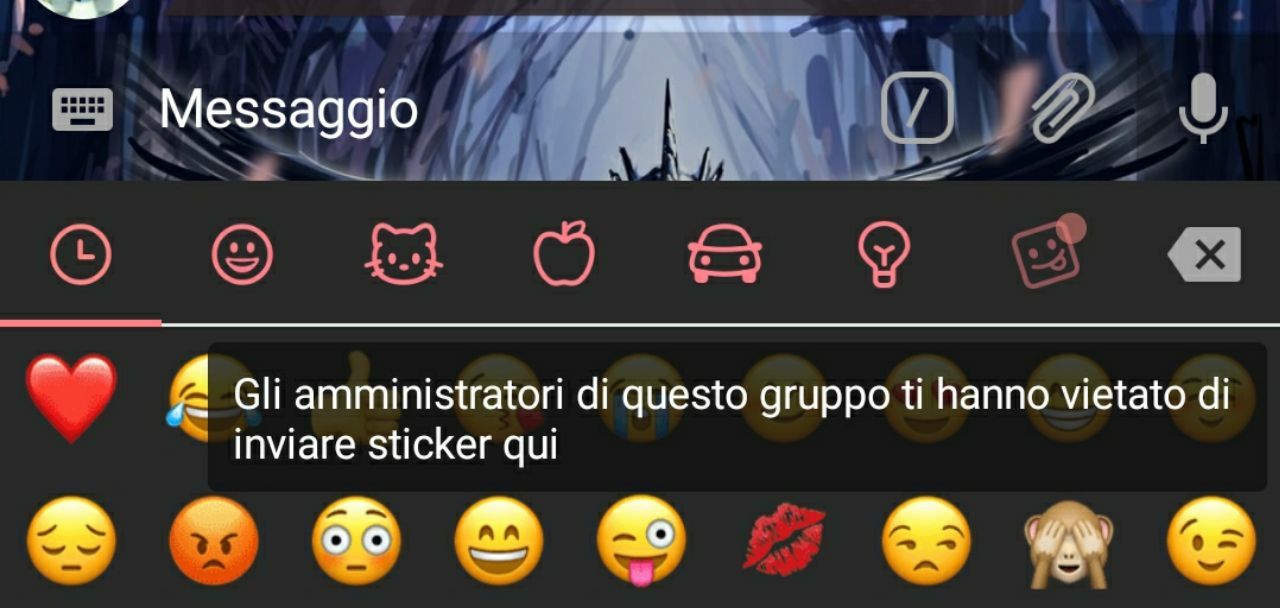 Messaggio
Gli amministratori di questo gruppo ti hanno vietato di
inviare sticker qui